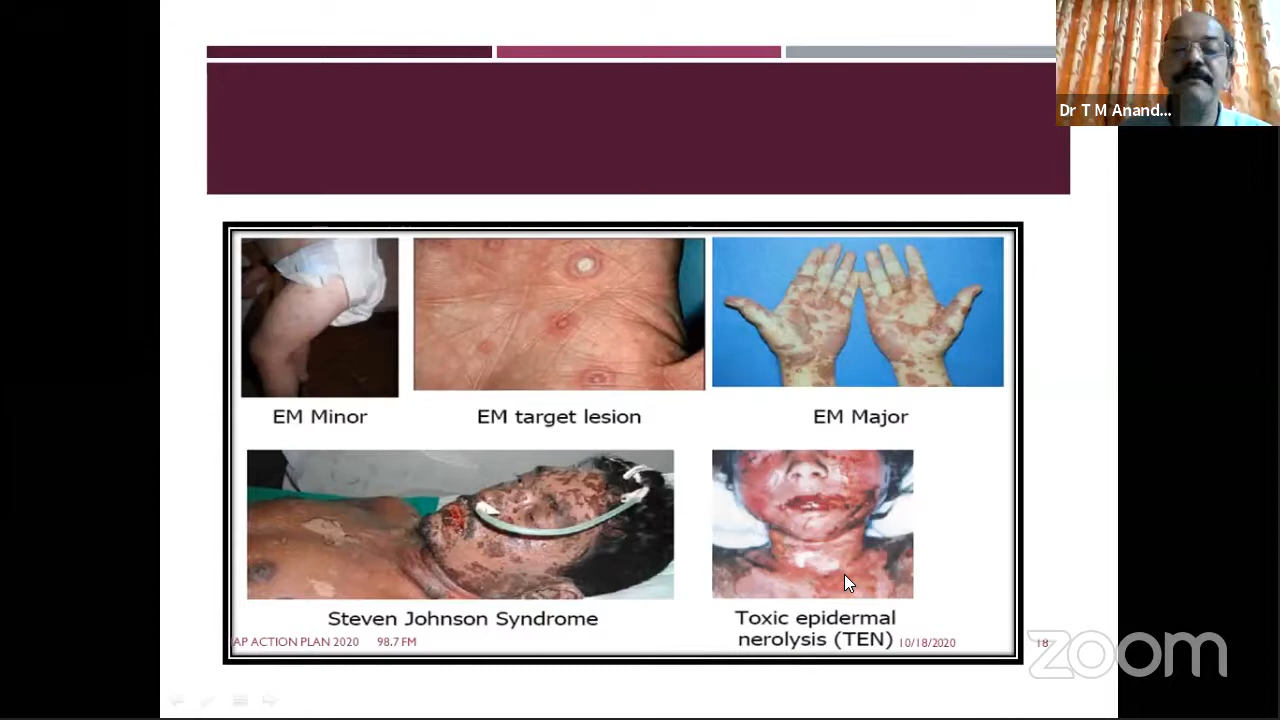 Dr T M Anand...
EM Minor
EM target lesion
EM Major
Steven Johnson Syndrome
Toxic epidermal
nerolysis (TEN)
AP ACTION PLAN 2020 98.7 FM
10/18/2020
18
zoom